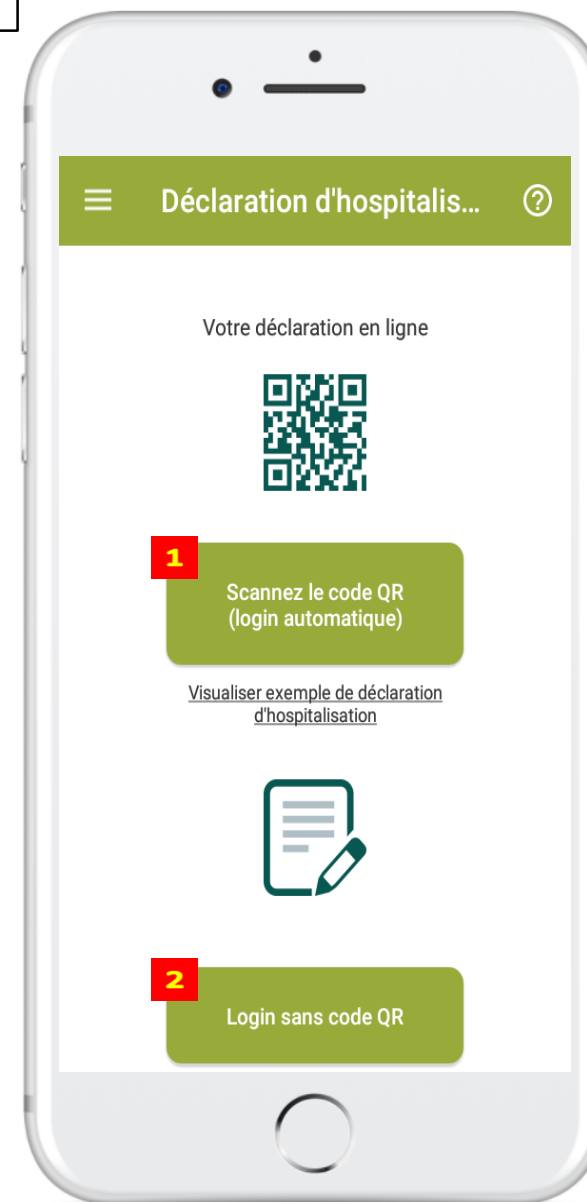 Déclaration d'hospitalis...
Votre déclaration en ligne
1
Scannez le code QR
(login automatique)
Visualiser exemple de déclaration
d'hospitalisation
2
Login sans code QR